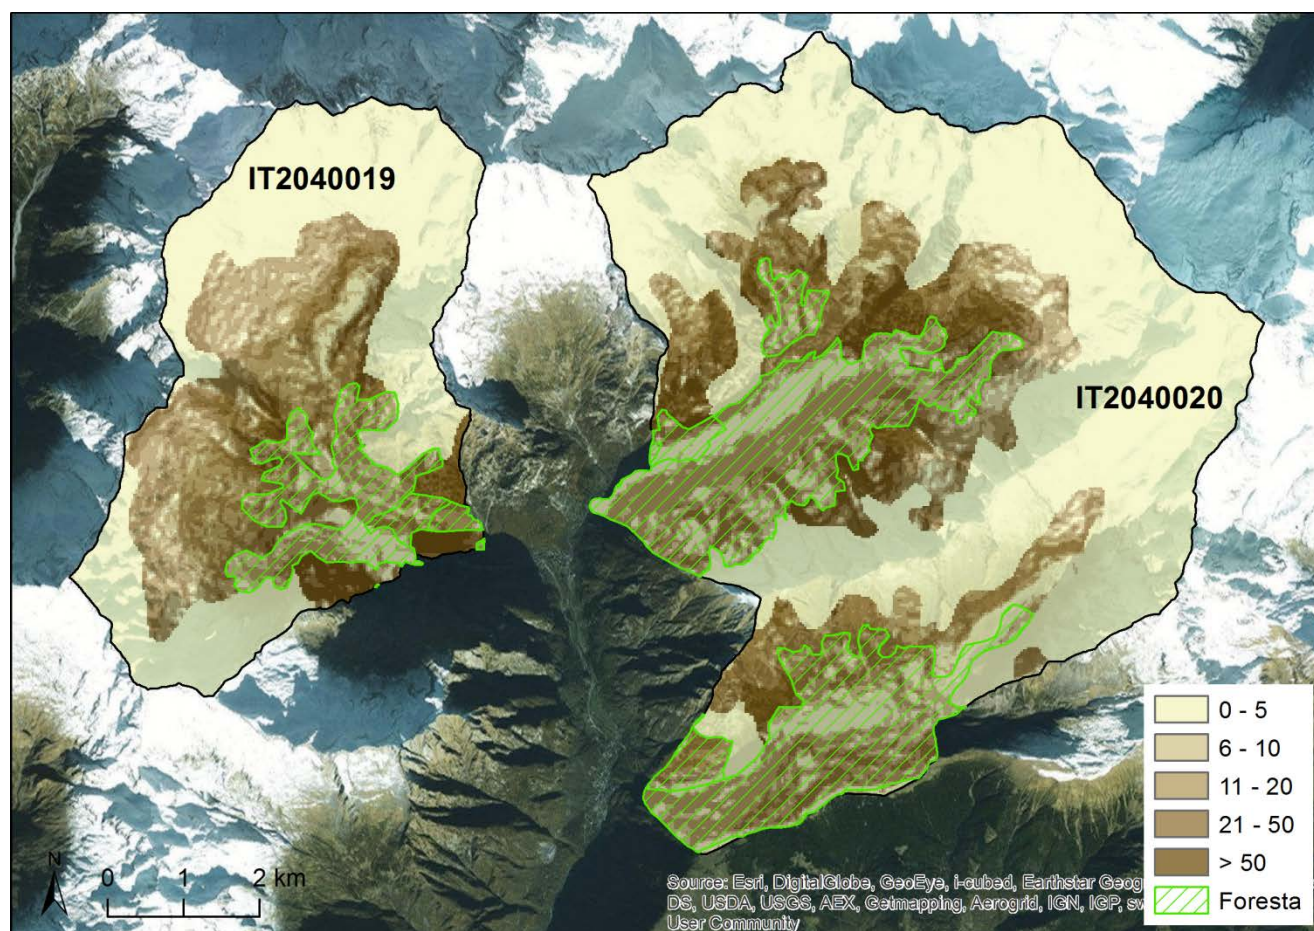 IT2040019
IT2040020
0 - 5
6 - 10
11 - 20
21 - 50
> 50
Foresta
N
0 1 2 km
Source: Esri, DigitalGlobe, GeoEye, i-cubed, Earthstar Geog
DS, USDA, USGS, AEX, Getmapping, Aerogrid, IGN, IGP, sw
User Community